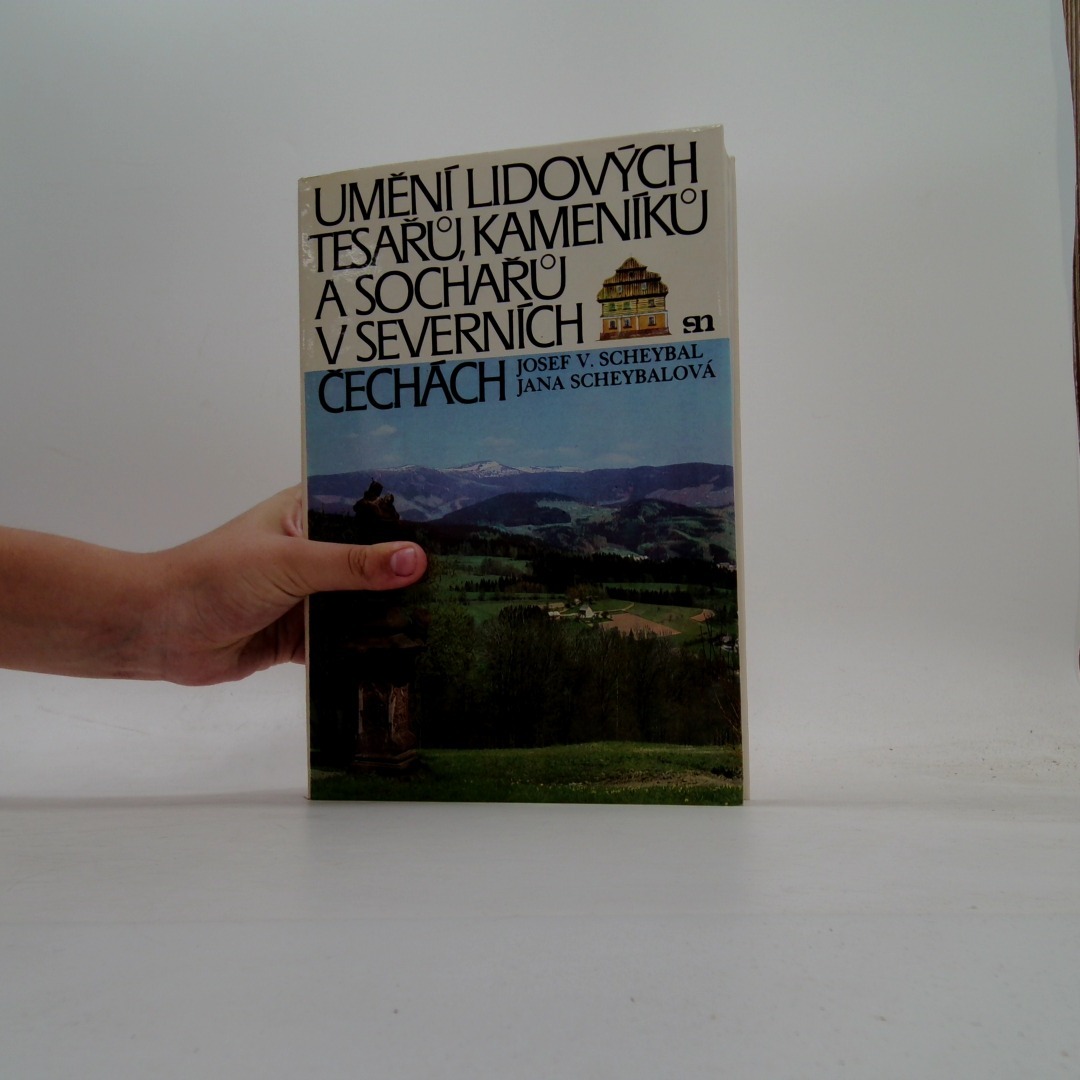 UMĚNÍ LIDOVÝCH
TESAŘŮ, KAMENÍKŮ
A SOCHAŘŮ
V SEVERNÍCH
ČECHÁCH
sn
JOSEF V. SCHEYBAL
JANA SCHEYBALOVÁ